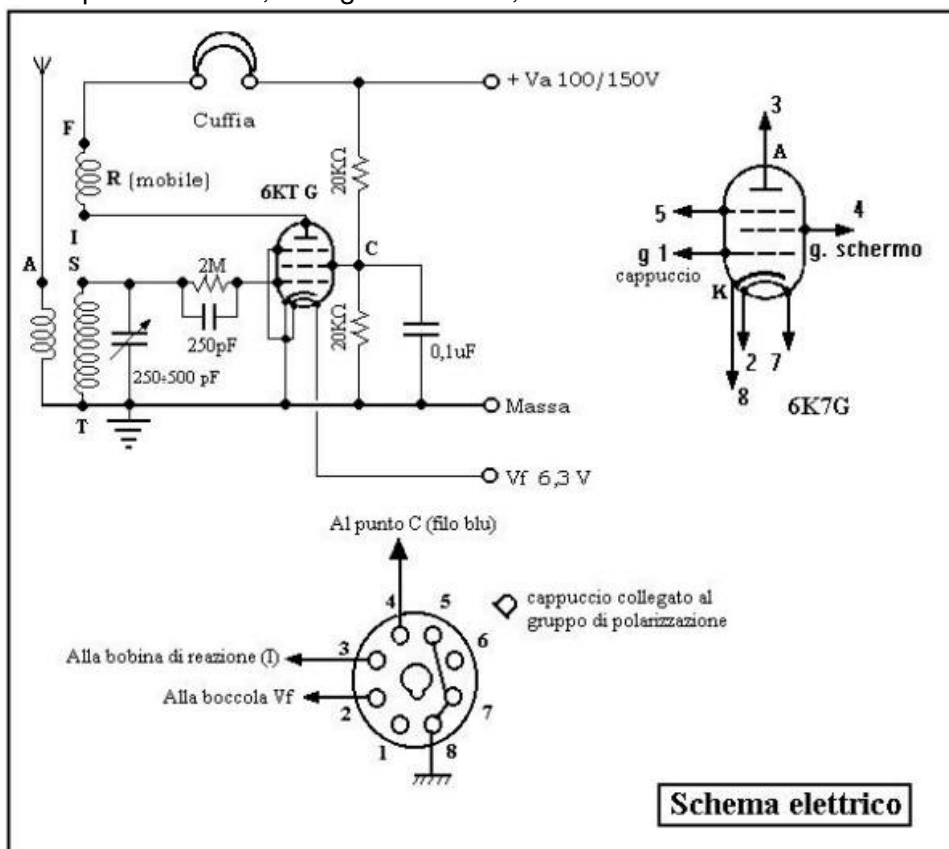 Cuffia
+ Va 100/150V
F
R (mobile)
20KΩ
6KT G
I
A
S
2M
C
250pF
20KΩ
0,1uF
250÷500 pF
T
Massa
Vf 6,3 V
3
A
5
4
g 1
g. schermo
cappuccio
K
2
7
8
6K7G
Al punto C (filo blu)
4
5
cappuccio collegato al
gruppo di polarizzazione
3
6
Alla bobina di reazione (I)
Alla boccola Vf
2
7
1
8
Schema elettrico